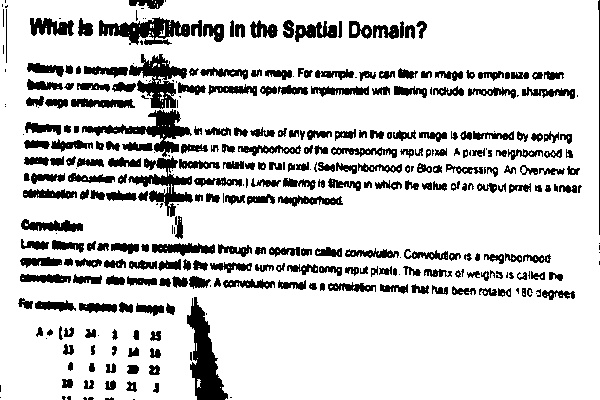 What Is Image Filtering in the Spatial Domain?
Filtering is a technique for or enhancing an image. For example, you can filter an image to emphasize certain
features or remove other features. Image processing operations implemented with filtering include smoothing, sharpening,
and edge enhancement.
Filtering is a neighborhood operation, in which the value of any given pixel in the output image is determined by applying
some algorithm to the values of the pixels in the neighborhood of the corresponding input pixel. A pixel's neighborhood is
some set of pixels, defined by their locations relative to that pixel. (SeeNeighborhood or Block Processing: An Overview for
a general discussion of neighborhood operations.) Linear filtering is filtering in which the value of an output pixel is a linear
combination of the values of the pixels in the input pixel's neighborhood.
Convolution
Linear filtering of an image is accomplished through an operation called convolution. Convolution is a neighborhood
operation in which each output pixel is the weighted sum of neighboring input pixels. The matrix of weights is called the
convolution kernel, also known as the filter. A convolution kernel is a correlation kernel that has been rotated 180 degrees
For example, suppose the image is
A = [17 24 1 8 15
23 5 7 14 16
4 6 13 20 22
10 12 19 21 3